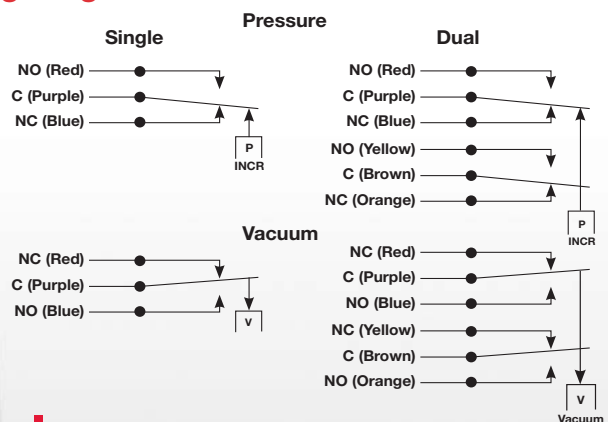 Pressure
Single
NO (Red)
C (Purple)
NC (Blue)
P
INCR
Dual
NO (Red)
C (Purple)
NC (Blue)
NO (Yellow)
C (Brown)
NC (Orange)
P
INCR
Vacuum
NC (Red)
C (Purple)
NO (Blue)
V
NC (Red)
C (Purple)
NO (Blue)
NC (Yellow)
C (Brown)
NO (Orange)
V
Vacuum